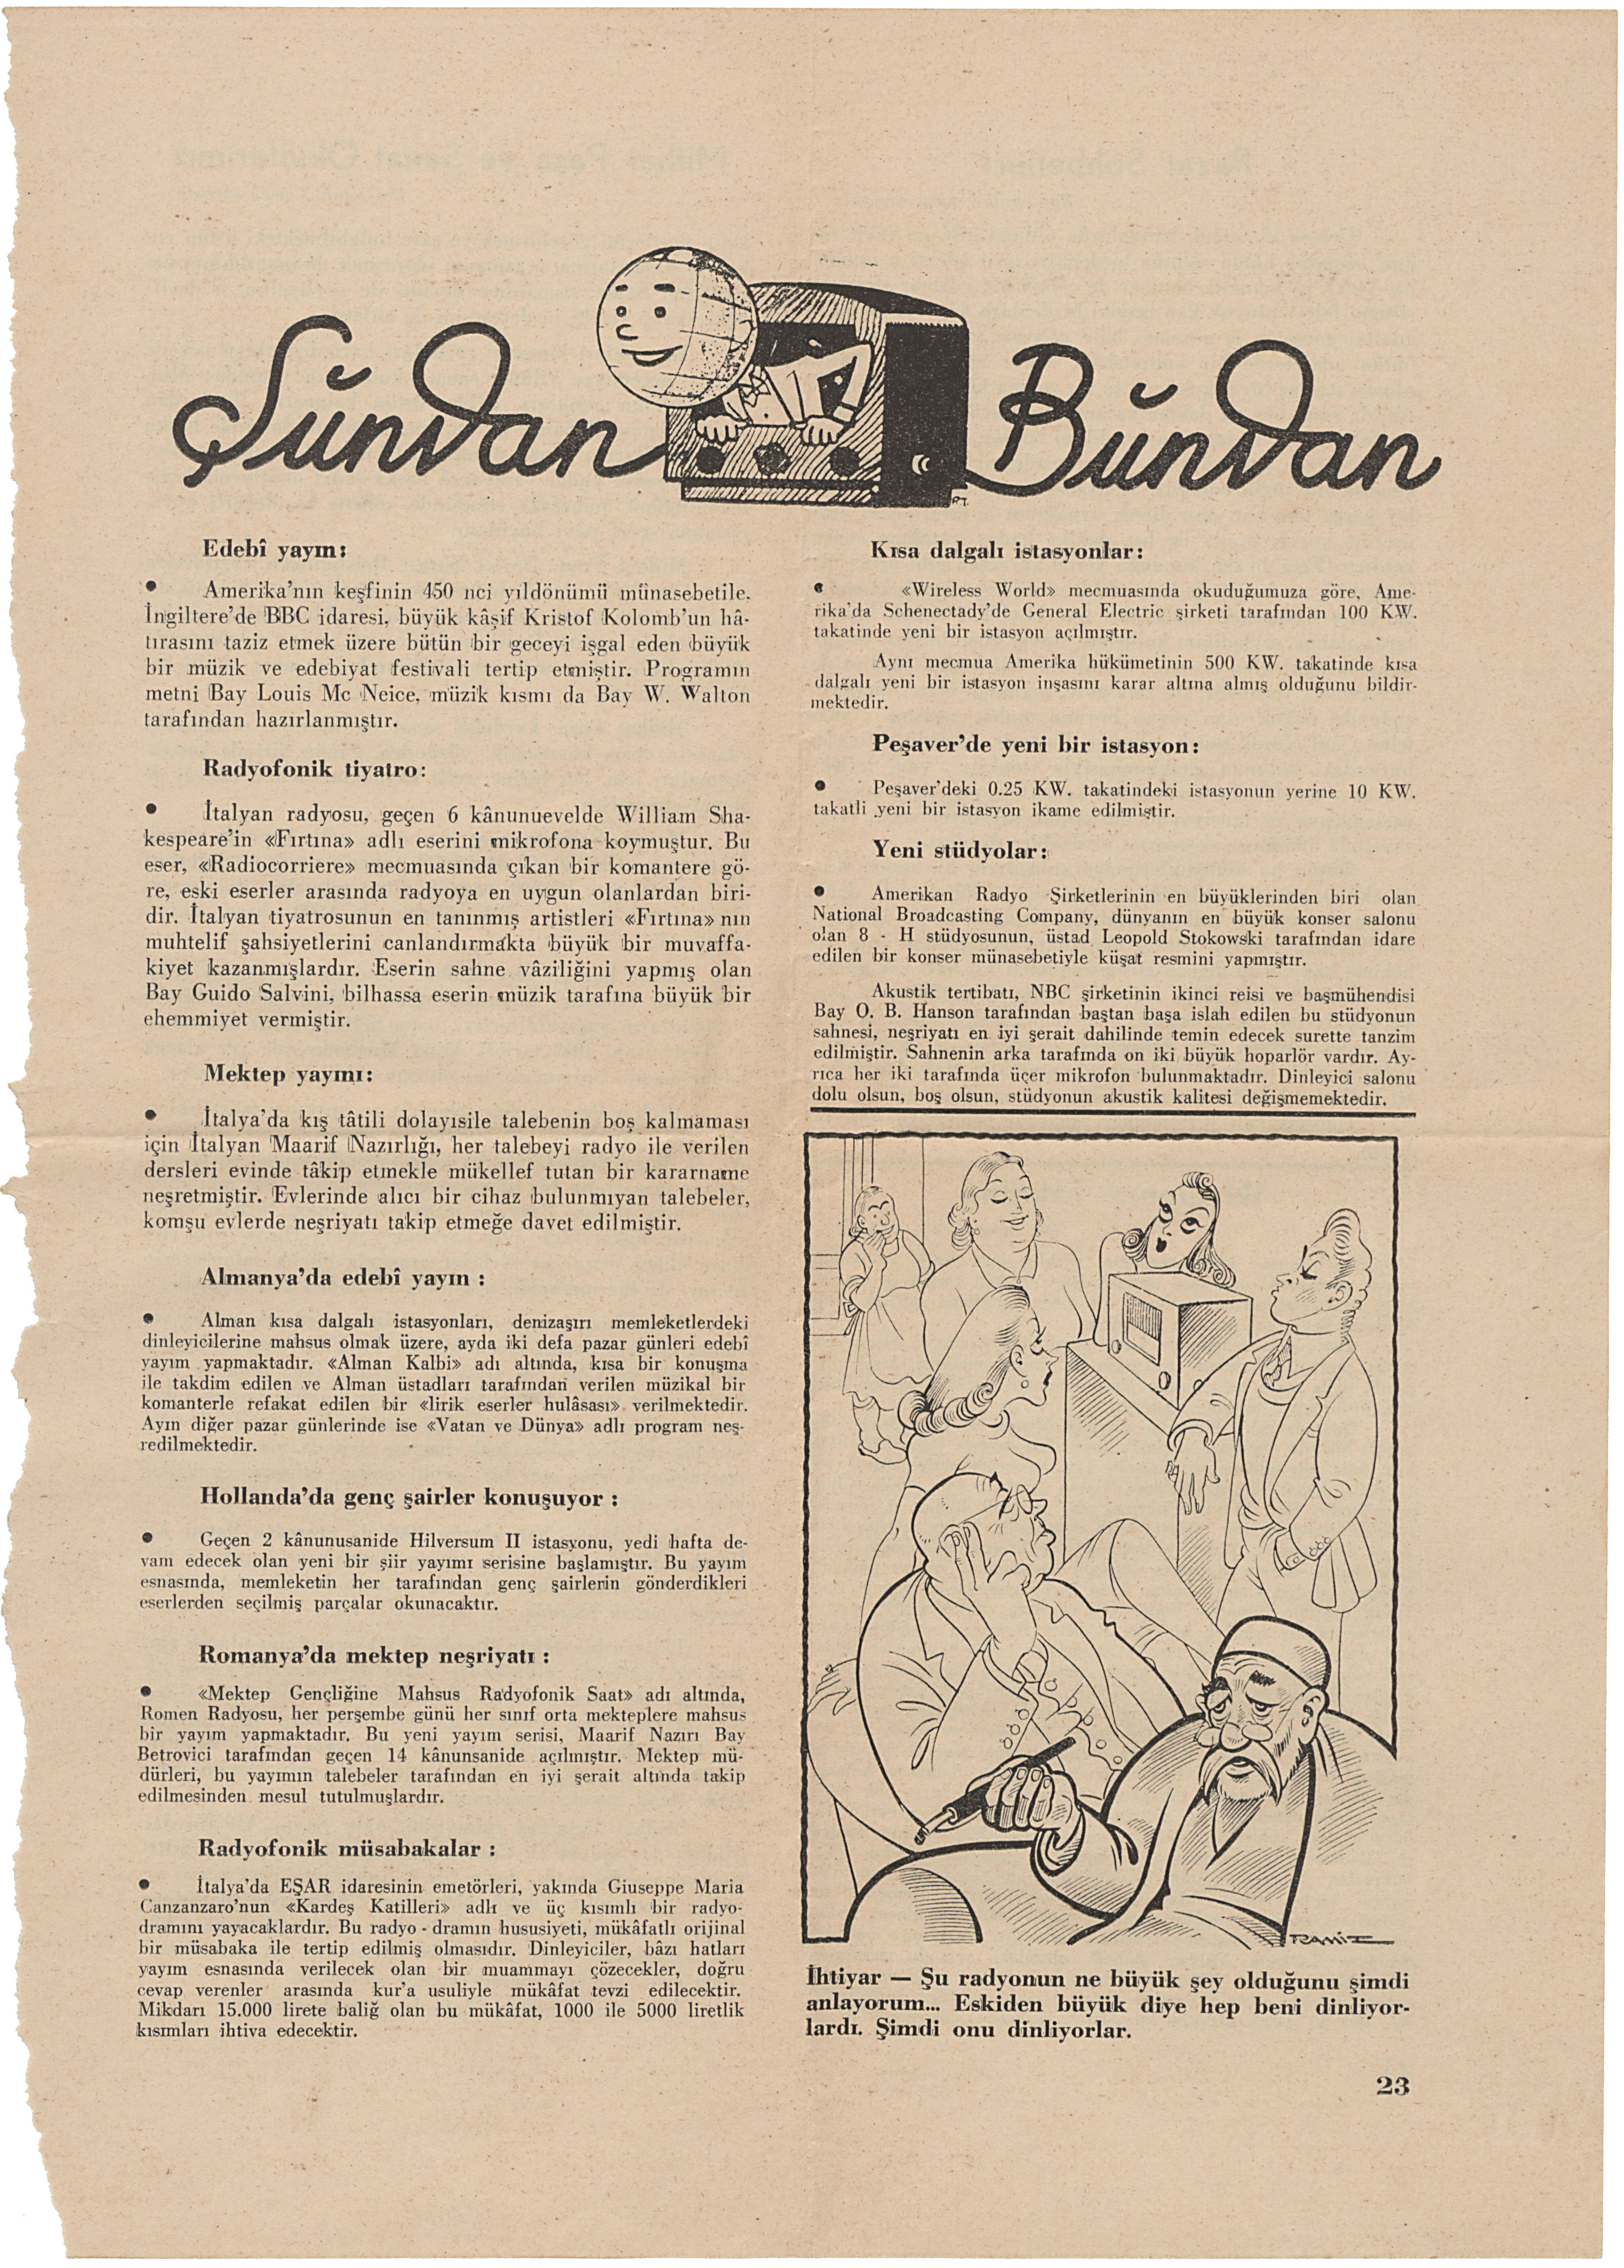 Şundan Bundan
Edebî yayın:
• Amerika'nın keşfinin 450 nci yıldönümü münasebetile,
İngiltere'de BBC idaresi, büyük kâşif Kristof Kolomb'un hâ-
tırasını taziz etmek üzere bütün bir geceyi işgal eden büyük
bir müzik ve edebiyat festivali tertip etmiştir. Programın
metni Bay Louis Mc Neice, müzik kısmı da Bay W. Walton
tarafından hazırlanmıştır.
Radyofonik tiyatro:
• İtalyan radyosu, geçen 6 kânunuevelde William Sha-
kespeare'in «Fırtına» adlı eserini mikrofona koymuştur. Bu
eser, «Radiocorriere» mecmuasında çıkan bir komantere gö-
re, eski eserler arasında radyoya en uygun olanlardan biri-
dir. İtalyan tiyatrosunun en tanınmış artistleri «Fırtına» nın
muhtelif şahsiyetlerini canlandırmakta büyük bir muvaffa-
kiyet kazanmışlardır. Eserin sahne vâziliğini yapmış olan
Bay Guido Salvini, bilhassa eserin müzik tarafına büyük bir
ehemmiyet vermiştir.
Mektep yayını:
• İtalya'da kış tâtili dolayısile talebenin boş kalmaması
için İtalyan Maarif Nazırlığı, her talebeyi radyo ile verilen
dersleri evinde tâkip etmekle mükellef tutan bir kararname
neşretmiştir. Evlerinde alıcı bir cihaz bulunmıyan talebeler,
komşu evlerde neşriyatı takip etmeğe davet edilmiştir.
Almanya'da edebî yayın :
• Alman kısa dalgalı istasyonları, denizaşırı memleketlerdeki
dinleyicilerine mahsus olmak üzere, ayda iki defa pazar günleri edebî
yayım yapmaktadır. «Alman Kalbi» adı altında, kısa bir konuşma
ile takdim edilen ve Alman üstadları tarafından verilen müzikal bir
komanterle refakat edilen bir «lirik eserler hulâsası» verilmektedir.
Ayın diğer pazar günlerinde ise «Vatan ve Dünya» adlı program neş-
redilmektedir.
Hollanda'da genç şairler konuşuyor :
• Geçen 2 kânunusanide Hilversum II istasyonu, yedi hafta de-
vam edecek olan yeni bir şiir yayımı serisine başlamıştır. Bu yayım
esnasında, memleketin her tarafından genç şairlerin gönderdikleri
eserlerden seçilmiş parçalar okunacaktır.
Romanya'da mektep neşriyatı :
• «Mektep Gençliğine Mahsus Radyofonik Saat» adı altında,
Romen Radyosu, her perşembe günü her sınıf orta mekteplere mahsus
bir yayım yapmaktadır. Bu yeni yayım serisi, Maarif Nazırı Bay
Betrovici tarafından geçen 14 kânunsanide açılmıştır. Mektep mü-
dürleri, bu yayımın talebeler tarafından en iyi şerait altında takip
edilmesinden mesul tutulmuşlardır.
Radyofonik müsabakalar :
• İtalya'da EŞAR idaresinin emetörleri, yakında Giuseppe Maria
Canzanzaro'nun «Kardeş Katilleri» adlı ve üç kısımlı bir radyo-
dramını yayacaklardır. Bu radyo - dramın hususiyeti, mükâfatlı orijinal
bir müsabaka ile tertip edilmiş olmasıdır. Dinleyiciler, bâzı hatları
yayım esnasında verilecek olan bir muammayı çözecekler, doğru
cevap verenler arasında kur'a usuliyle mükâfat tevzi edilecektir.
Mikdarı 15.000 lirete baliğ olan bu mükâfat, 1000 ile 5000 liretlik
kısımları ihtiva edecektir.
Kısa dalgalı istasyonlar:
• «Wireless World» mecmuasında okuduğumuza göre, Ame-
rika'da Schenectady'de General Electric şirketi tarafından 100 KW.
takatinde yeni bir istasyon açılmıştır.
Aynı mecmua Amerika hükümetinin 500 KW. takatinde kısa
dalgalı yeni bir istasyon inşasını karar altına almış olduğunu bildir-
mektedir.
Peşaver'de yeni bir istasyon:
• Peşaver'deki 0.25 KW. takatindeki istasyonun yerine 10 KW.
takatli yeni bir istasyon ikame edilmiştir.
Yeni stüdyolar:
• Amerikan Radyo Şirketlerinin en büyüklerinden biri olan
National Broadcasting Company, dünyanın en büyük konser salonu
olan 8 - H stüdyosunun, üstad Leopold Stokowski tarafından idare
edilen bir konser münasebetiyle küşat resmini yapmıştır.
Akustik tertibatı, NBC şirketinin ikinci reisi ve başmühendisi
Bay O. B. Hanson tarafından baştan başa islah edilen bu stüdyonun
sahnesi, neşriyatı en iyi şerait dahilinde temin edecek surette tanzim
edilmiştir. Sahnenin arka tarafında on iki büyük hoparlör vardır. Ay-
rıca her iki tarafında üçer mikrofon bulunmaktadır. Dinleyici salonu
dolu olsun, boş olsun, stüdyonun akustik kalitesi değişmemektedir.
RAMİZ
İhtiyar — Şu radyonun ne büyük şey olduğunu şimdi
anlayorum... Eskiden büyük diye hep beni dinliyor-
lardı. Şimdi onu dinliyorlar.
23